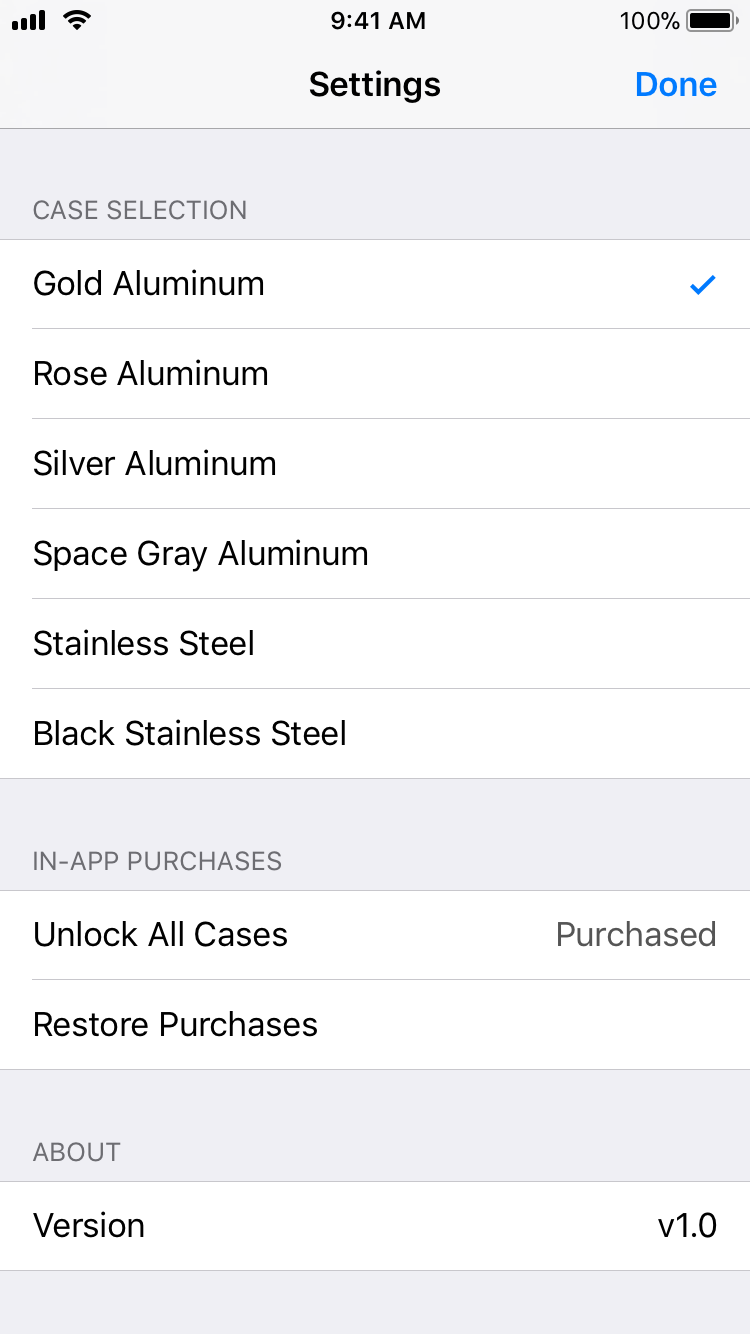 9:41 AM 100%
Settings Done
CASE SELECTION
Gold Aluminum
Rose Aluminum
Silver Aluminum
Space Gray Aluminum
Stainless Steel
Black Stainless Steel
IN-APP PURCHASES
Unlock All Cases Purchased
Restore Purchases
ABOUT
Version v1.0